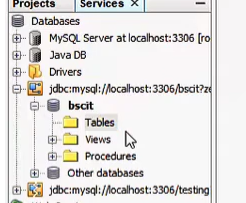 Projects
Services ×
Databases
MySQL Server at localhost:3306 [ro
Java DB
Drivers
jdbc:mysql://localhost:3306/bscit?ze
bscit
Tables
Views
Procedures
Other databases
jdbc:mysql://localhost:3306/testing